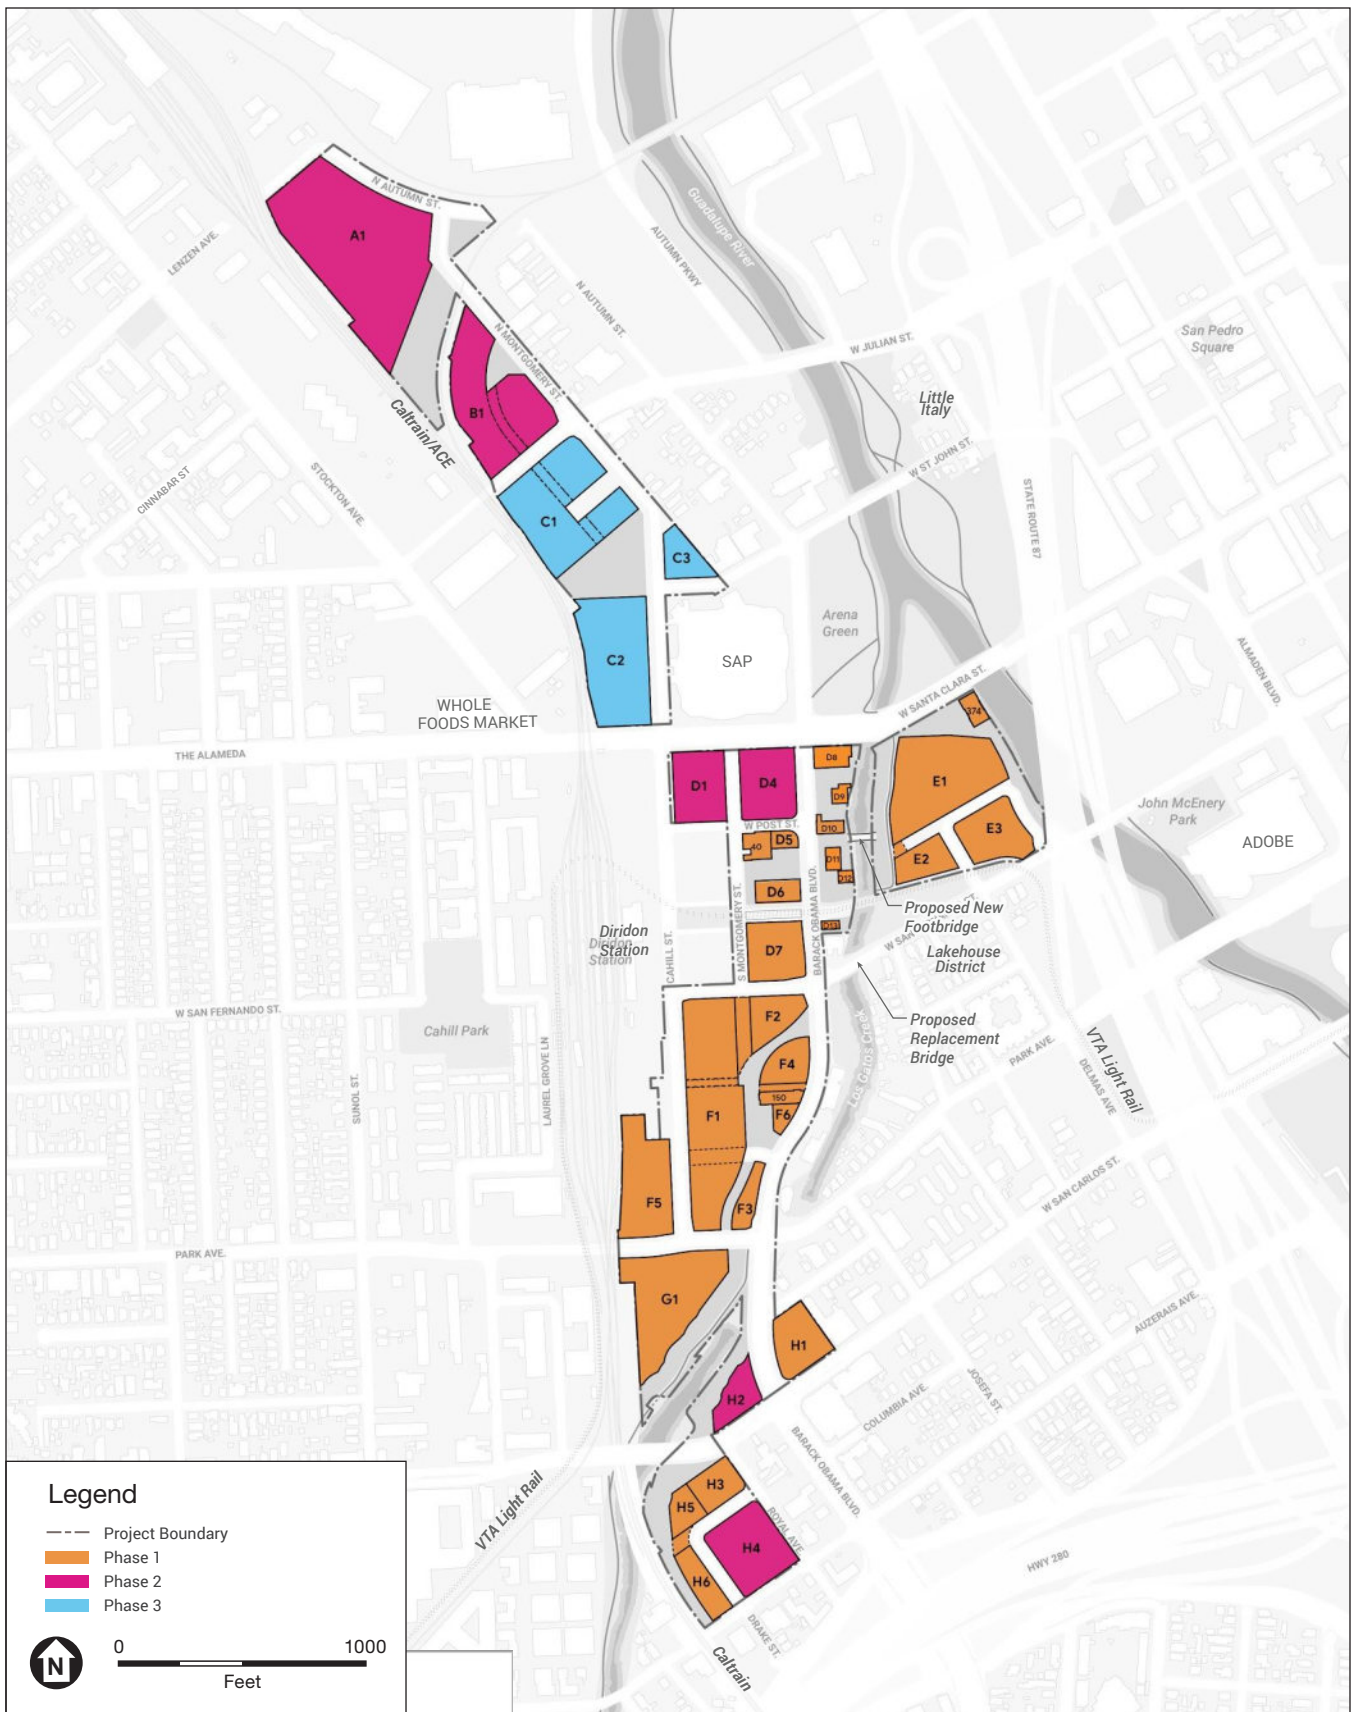 N AUTUMN ST.
A1
LENZEN AVE.
Guadalupe River
AUTUMN PKWY
N AUTUMN ST.
N MONTGOMERY ST.
W JULIAN ST.
San Pedro
Square
Little
Italy
B1
Caltrain/ACE
W ST JOHN ST.
CINNABAR ST
STOCKTON AVE.
STATE ROUTE 87
C1
C3
Arena
Green
ALMADEN BLVD.
C2
SAP
W SANTA CLARA ST.
WHOLE
FOODS MARKET
374
THE ALAMEDA
D1
D4
D8
E1
D9
John McEnery
Park
W POST ST.
D10
E3
40
D5
ADOBE
D11
E2
D12
D6
S MONTGOMERY ST.
BARACK OBAMA BLVD.
Proposed New
Footbridge
D13
Diridon
Station
Diridon
Station
CAHILL ST.
D7
Lakehouse
District
W SAN FERNANDO ST.
F2
Proposed
Replacement
Bridge
Cahill Park
LAUREL GROVE LN
F4
Los Gatos Creek
PARK AVE.
VTA Light Rail
DELMAS AVE
SUNOL ST.
150
F1
F6
F5
F3
W SAN CARLOS ST.
PARK AVE.
G1
AUZERAIS AVE.
H1
H2
COLUMBIA AVE.
JOSEFA ST.
BARACK OBAMA BLVD.
H3
H5
ROYAL AVE.
H4
H6
HWY 280
DRAKE ST.
VTA Light Rail
Caltrain
Legend
Project Boundary
Phase 1
Phase 2
Phase 3
N
0 1000
Feet